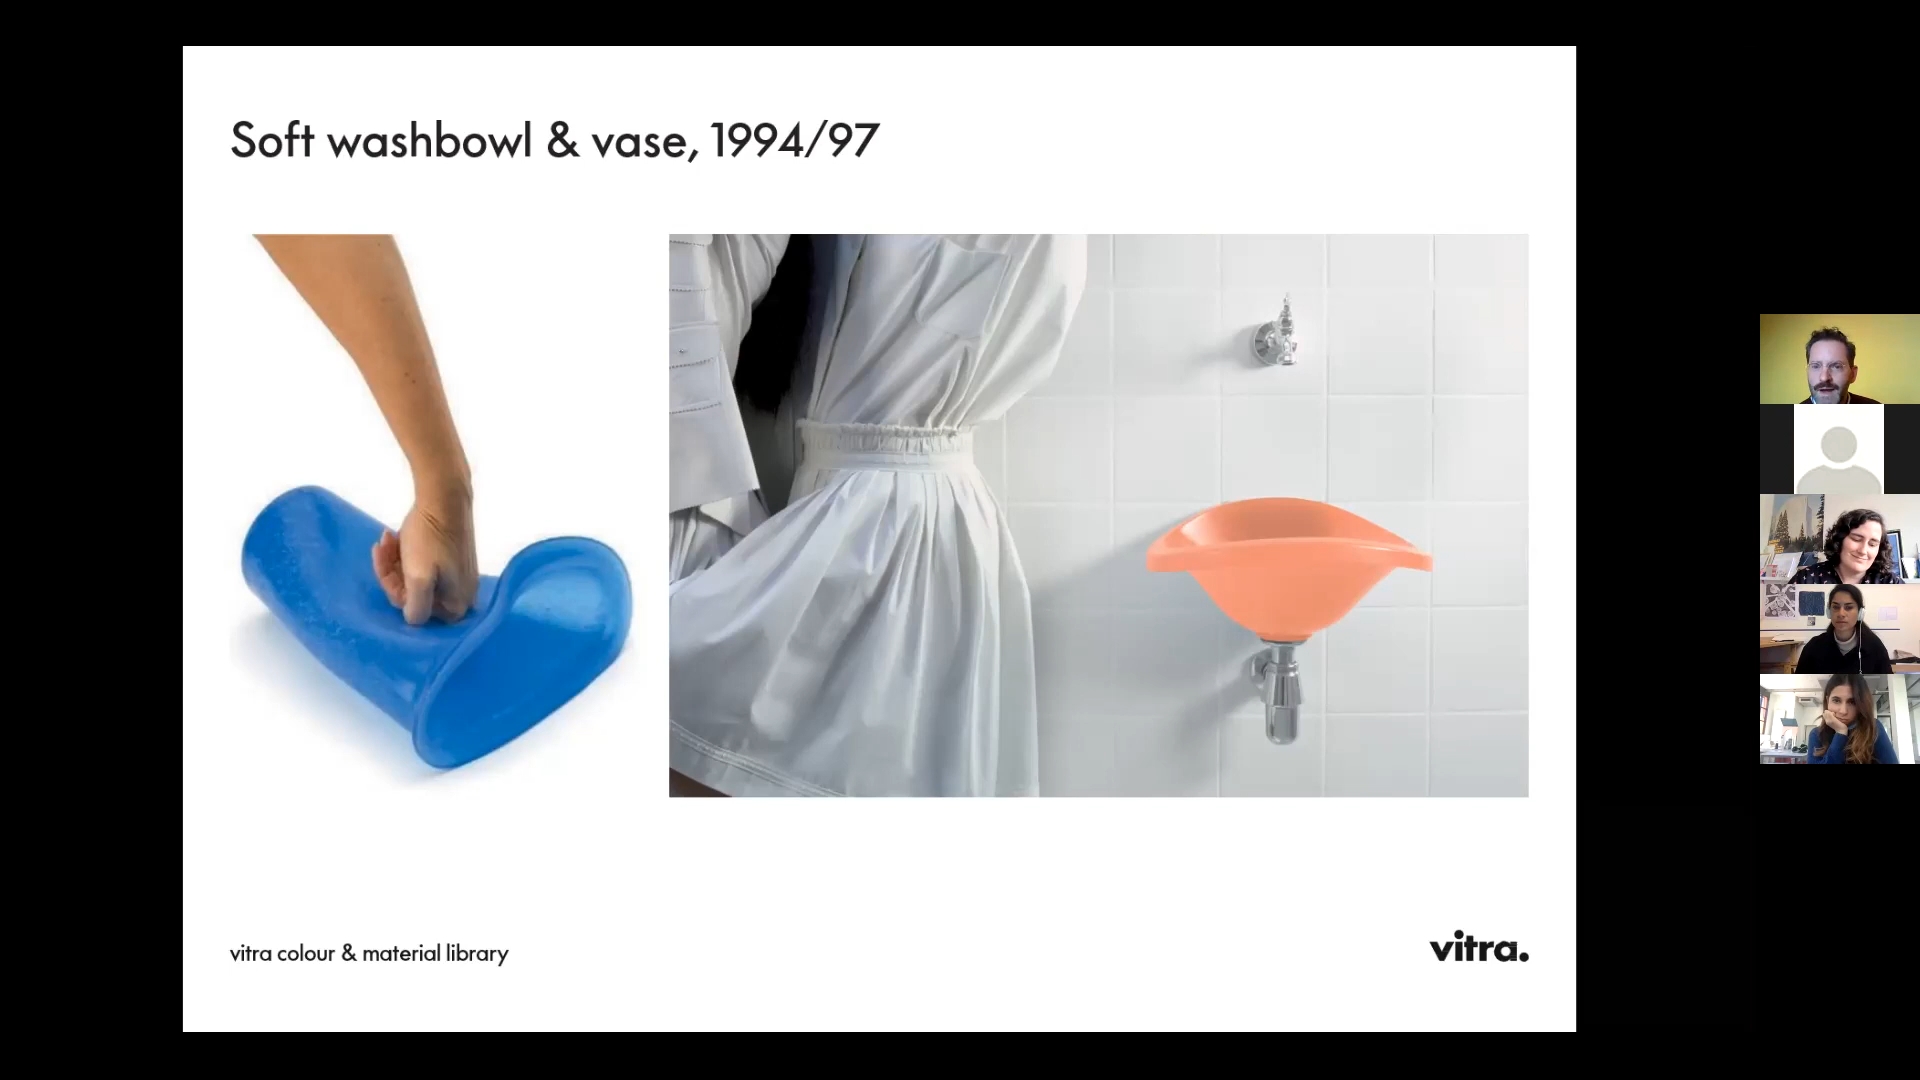 Soft washbowl & vase, 1994/97
vitra colour & material library
vitra.